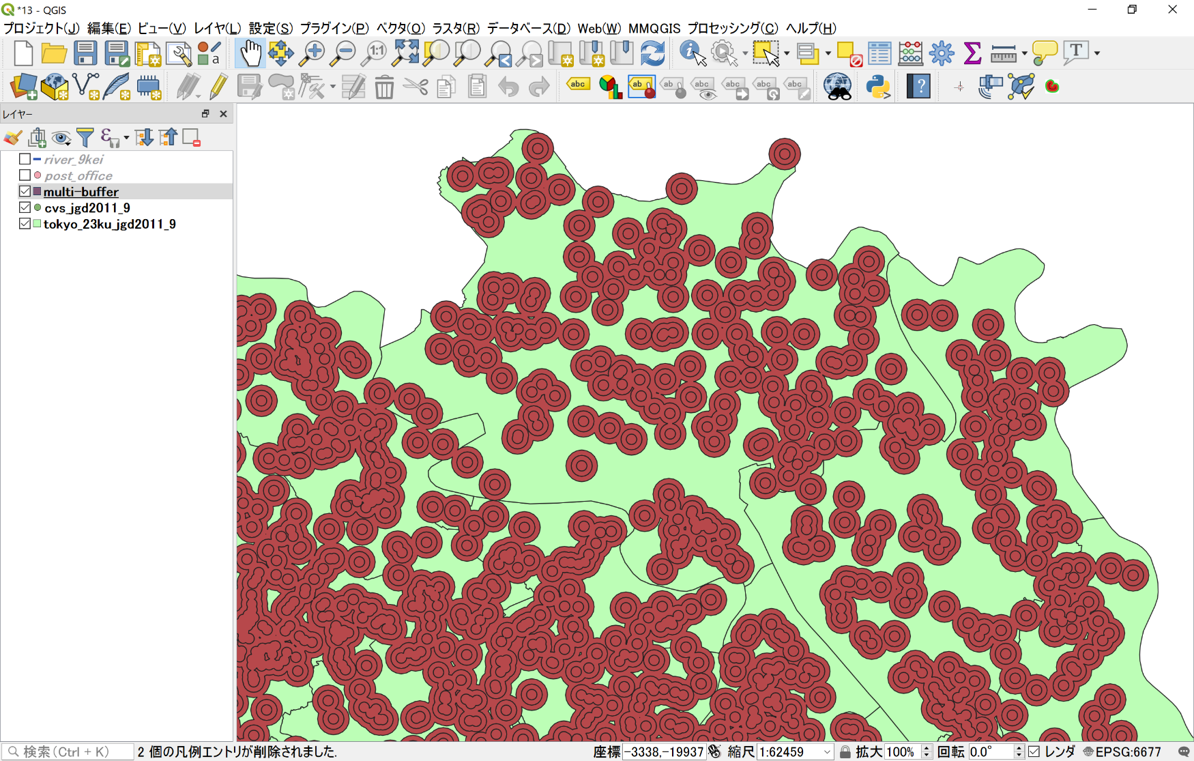 *13 - QGIS
プロジェクト(J) 編集(E) ビュー(V) レイヤ(L) 設定(S) プラグイン(P) ベクタ(O) ラスタ(R) データベース(D) Web(W) MMQGIS プロセッシング(C) ヘルプ(H)
1:1
T
abc ab abc
レイヤー
river_9kei
post_office
multi-buffer
cvs_jgd2011_9
tokyo_23ku_jgd2011_9
検索(Ctrl + K) 2 個の凡例エントリが削除されました. 座標 -3338,-19937 縮尺 1:62459 拡大 100% 回転 0.0° レンダ EPSG:6677